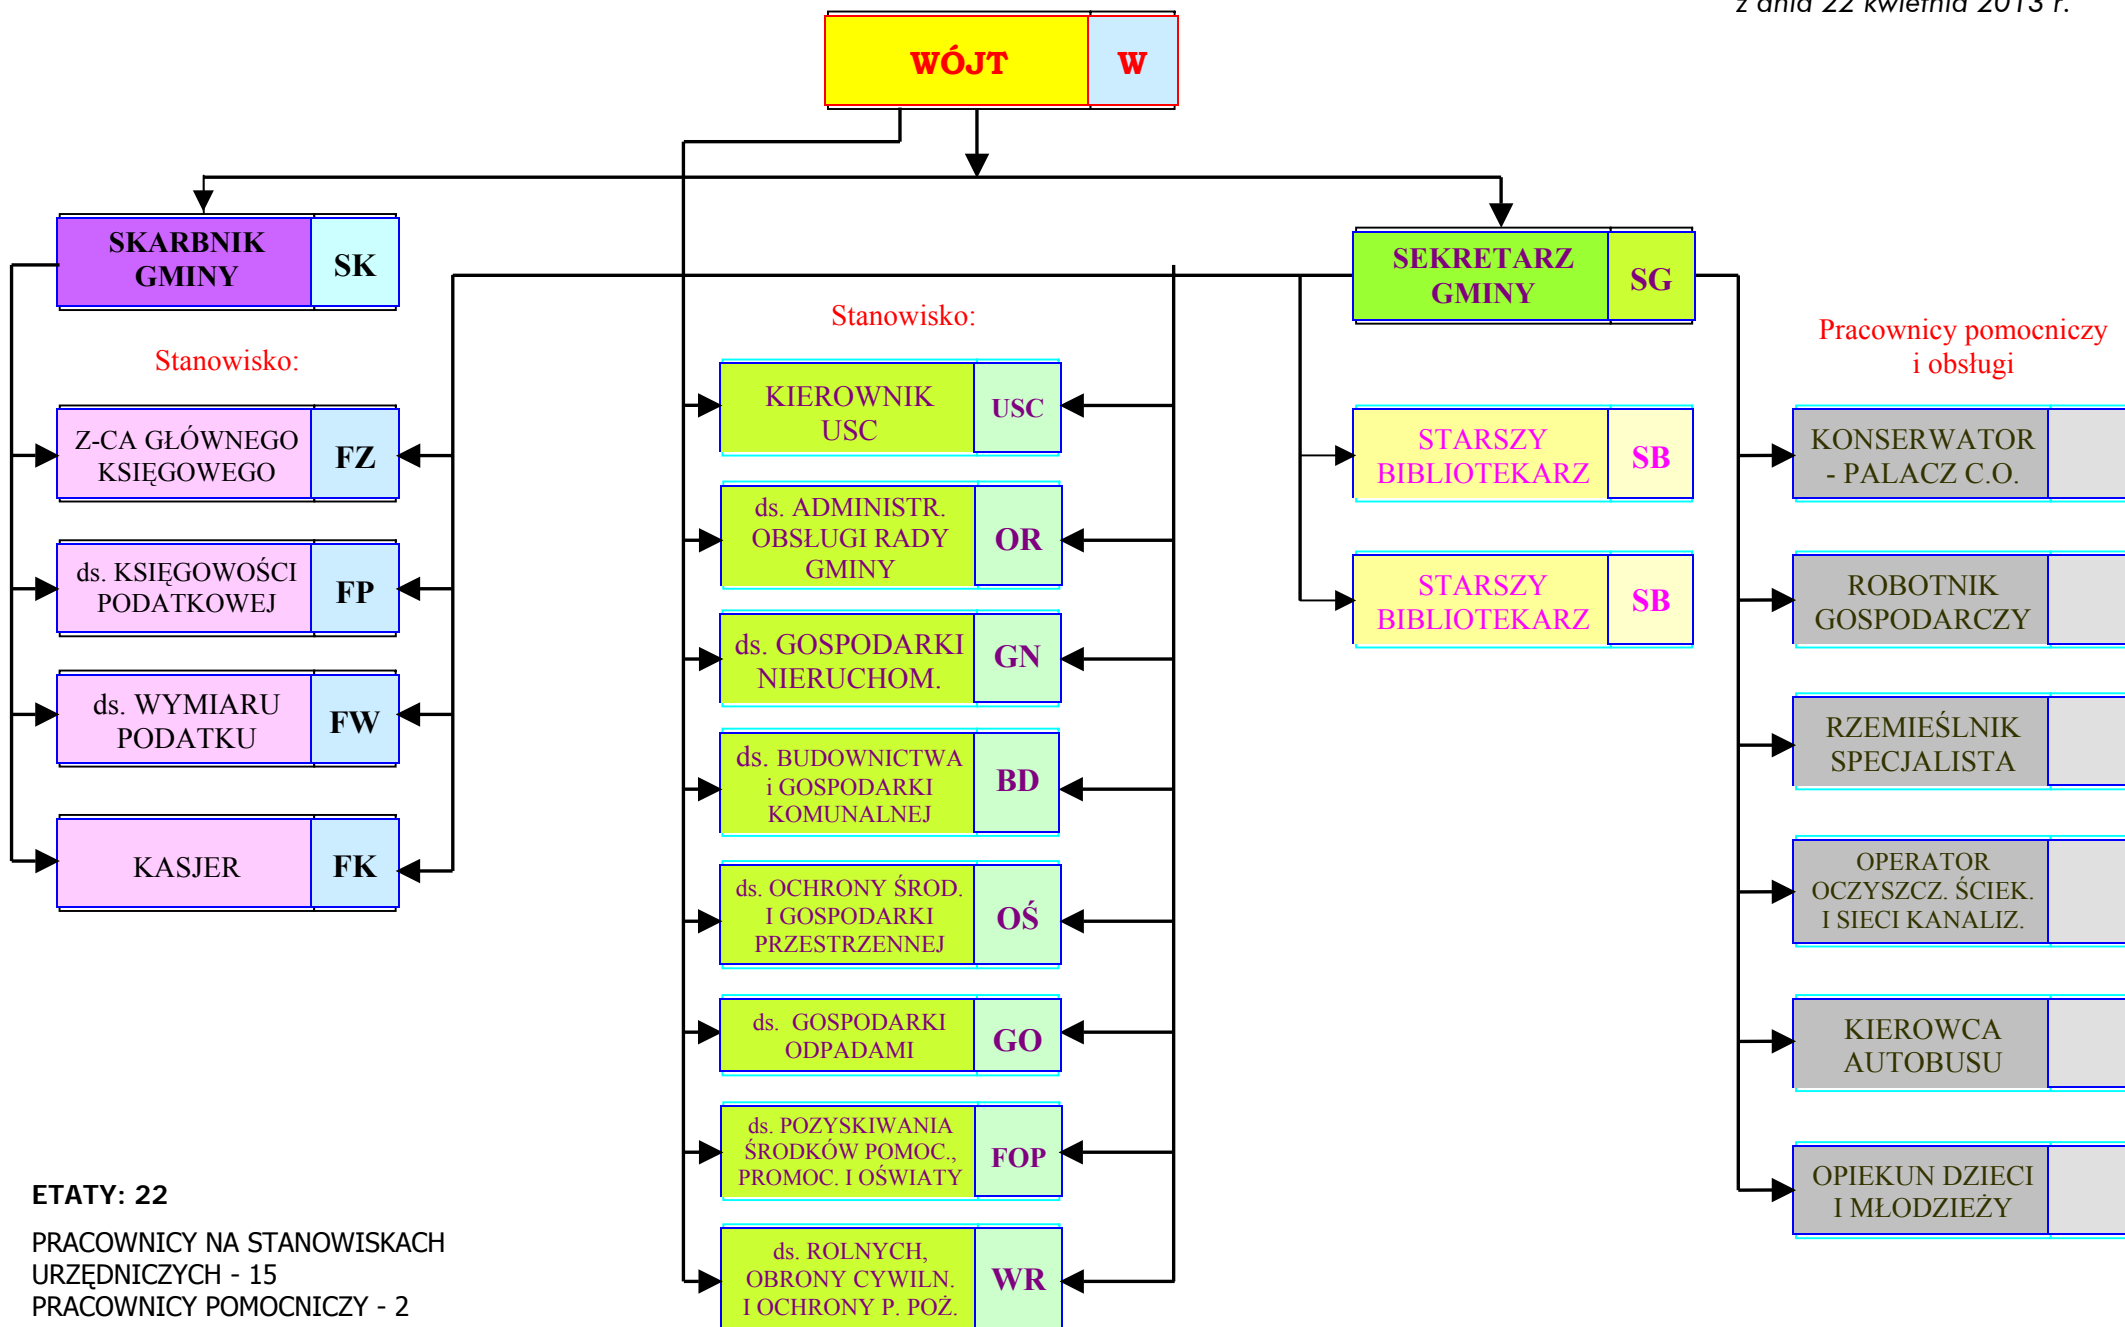 z dnia 22 kwietnia 2013 r.
WÓJT
W
SKARBNIK
GMINY
SK
SEKRETARZ
GMINY
SG
Stanowisko:
Z-CA GŁÓWNEGO
KSIĘGOWEGO
FZ
ds. KSIĘGOWOŚCI
PODATKOWEJ
FP
ds. WYMIARU
PODATKU
FW
KASJER
FK
Stanowisko:
KIEROWNIK
USC
USC
ds. ADMINISTR.
OBSŁUGI RADY
GMINY
OR
ds. GOSPODARKI
NIERUCHOM.
GN
ds. BUDOWNICTWA
i GOSPODARKI
KOMUNALNEJ
BD
ds. OCHRONY ŚROD.
I GOSPODARKI
PRZESTRZENNEJ
OŚ
ds. GOSPODARKI
ODPADAMI
GO
ds. POZYSKIWANIA
ŚRODKÓW POMOC.,
PROMOC. I OŚWIATY
FOP
ds. ROLNYCH,
OBRONY CYWILN.
I OCHRONY P. POŻ.
WR
STARSZY
BIBLIOTEKARZ
SB
STARSZY
BIBLIOTEKARZ
SB
Pracownicy pomocniczy
i obsługi
KONSERWATOR
- PALACZ C.O.
ROBOTNIK
GOSPODARCZY
RZEMIEŚLNIK
SPECJALISTA
OPERATOR
OCZYSZCZ. ŚCIEK.
I SIECI KANALIZ.
KIEROWCA
AUTOBUSU
OPIEKUN DZIECI
I MŁODZIEŻY
ETATY: 22
PRACOWNICY NA STANOWISKACH
URZĘDNICZYCH - 15
PRACOWNICY POMOCNICZY - 2